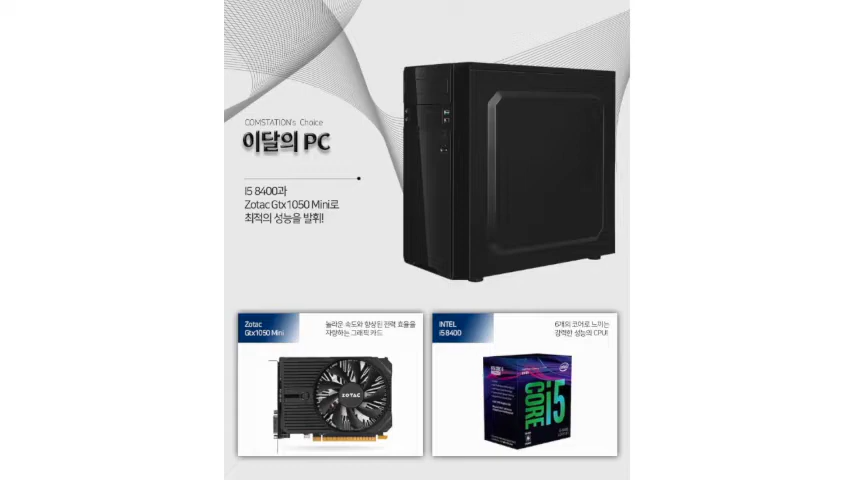 COMSTATION's Choice
이달의 PC
I5 8400과
Zotac Gtx1050 Mini로
최적의 성능을 발휘!!
Zotac
Gtx1050 Mini
놀라운 속도와 향상된 전력 효율을
자랑하는 그래픽 카드
ZOTAC
INTEL
i5 8400
6개의 코어로 느끼는
강력한 성능의 CPU!
intel
CORE i5